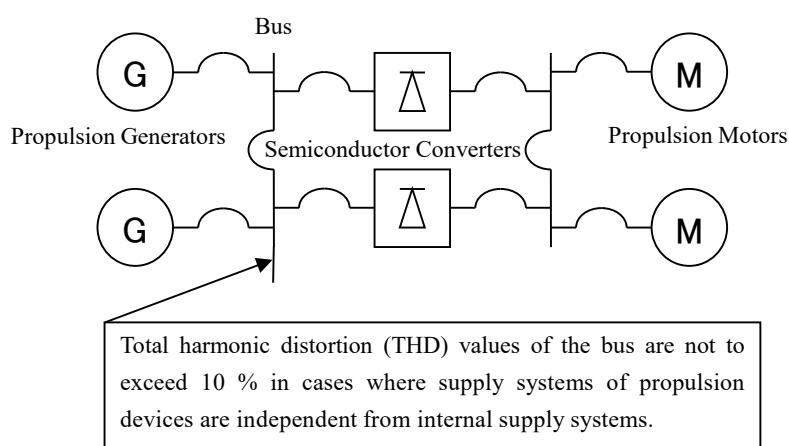 Bus
G
M
Propulsion Generators
Semiconductor Converters
Propulsion Motors
G
M
Total harmonic distortion (THD) values of the bus are not to
exceed 10 % in cases where supply systems of propulsion
devices are independent from internal supply systems.